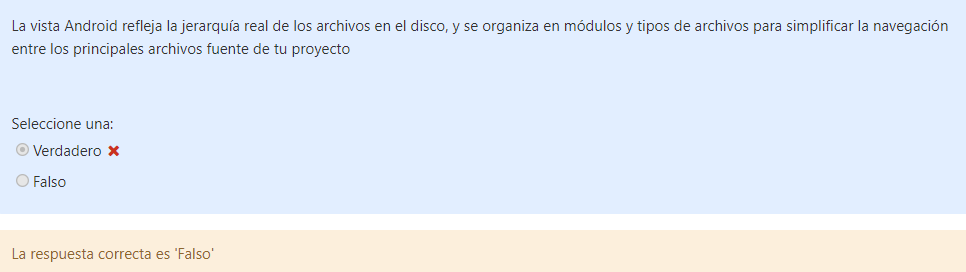 La vista Android refleja la jerarquía real de los archivos en el disco, y se organiza en módulos y tipos de archivos para simplificar la navegación
entre los principales archivos fuente de tu proyecto
Seleccione una:
Verdadero
Falso
La respuesta correcta es 'Falso'